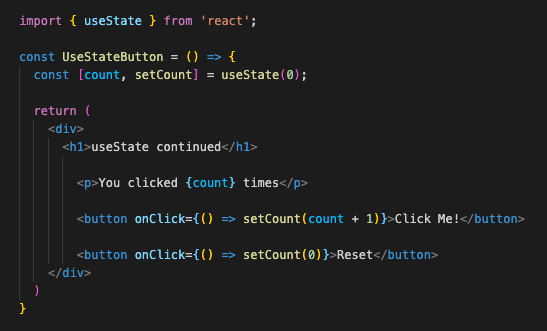 import { useState } from 'react';
const UseStateButton = () => {
const [count, setCount] = useState(0);
return (
<div>
<h1>useState continued</h1>
<p>You clicked {count} times</p>
<button onClick={() => setCount(count + 1)}>Click Me!</button>
<button onClick={() => setCount(0)}>Reset</button>
</div>
)
}